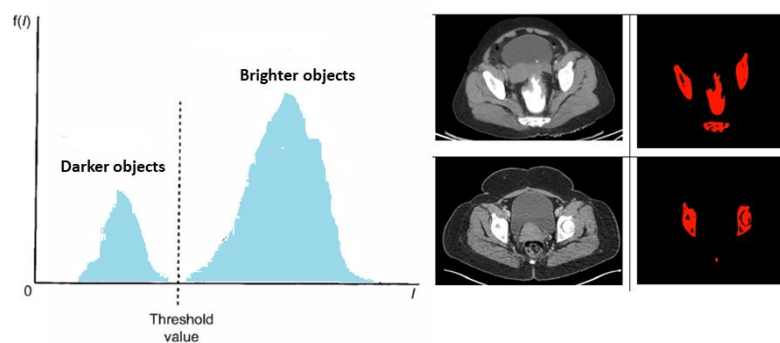 f(l)
Brighter objects
Darker objects
0
l
Threshold
value